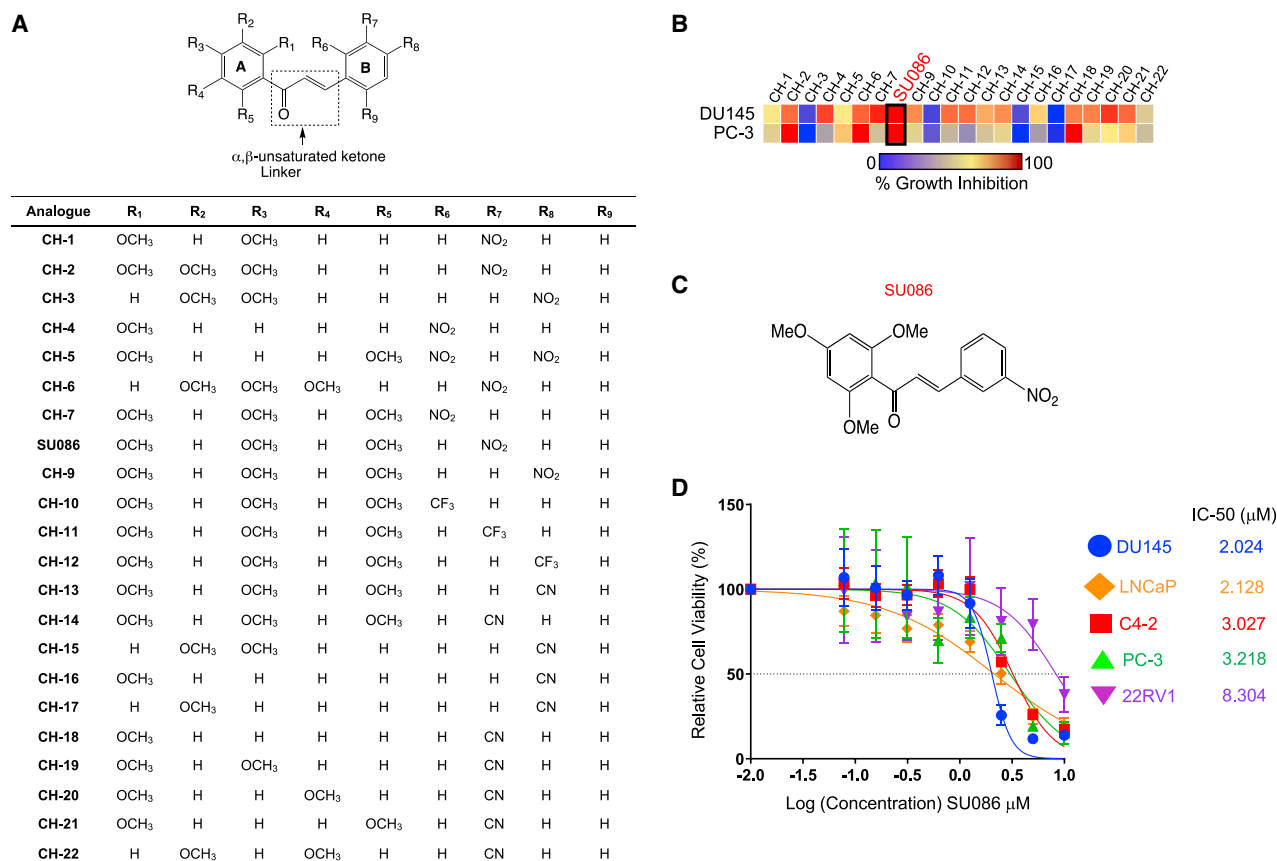 A
R2
R7
R3
R1
R6
R8
A
B
R4
O
R5
R9
α,β-unsaturated ketone
Linker
Analogue R1 R2 R3 R4 R5 R6 R7 R8 R9
CH-1 OCH3 H OCH3 H H H NO2 H H
CH-2 OCH3 OCH3 OCH3 H H H NO2 H H
CH-3 H OCH3 OCH3 H H H H NO2 H
CH-4 OCH3 H H H H NO2 H H H
CH-5 OCH3 H H H OCH3 NO2 H NO2 H
CH-6 H OCH3 OCH3 OCH3 H H NO2 H H
CH-7 OCH3 H OCH3 H OCH3 NO2 H H H
SU086 OCH3 H OCH3 H OCH3 H NO2 H H
CH-9 OCH3 H OCH3 H OCH3 H H NO2 H
CH-10 OCH3 H OCH3 H OCH3 CF3 H H H
CH-11 OCH3 H OCH3 H OCH3 H CF3 H H
CH-12 OCH3 H OCH3 H OCH3 H H CF3 H
CH-13 OCH3 H OCH3 H OCH3 H H CN H
CH-14 OCH3 H OCH3 H OCH3 H CN H H
CH-15 H OCH3 OCH3 H H H H CN H
CH-16 OCH3 H H H H H H CN H
CH-17 H OCH3 H H H H H CN H
CH-18 OCH3 H H H H H CN H H
CH-19 OCH3 H OCH3 H H H CN H H
CH-20 OCH3 H H OCH3 H H CN H H
CH-21 OCH3 H H H OCH3 H CN H H
CH-22 H OCH3 H OCH3 H H CN H H
B
CH-1 CH-2 CH-3 CH-4 CH-5 CH-6 CH-7 SU086 CH-9 CH-10 CH-11 CH-12 CH-13 CH-14 CH-15 CH-16 CH-17 CH-18 CH-19 CH-20 CH-21 CH-22
DU145
PC-3
0 100
% Growth Inhibition
C
SU086
MeO OMe
NO2
O
OMe
D
150
100
50
0
Relative Cell Viability (%)
-2.0 -1.5 -1.0 -0.5 0.0 0.5 1.0
Log (Concentration) SU086 μM
IC-50 (μM)
DU145 2.024
LNCaP 2.128
C4-2 3.027
PC-3 3.218
22RV1 8.304